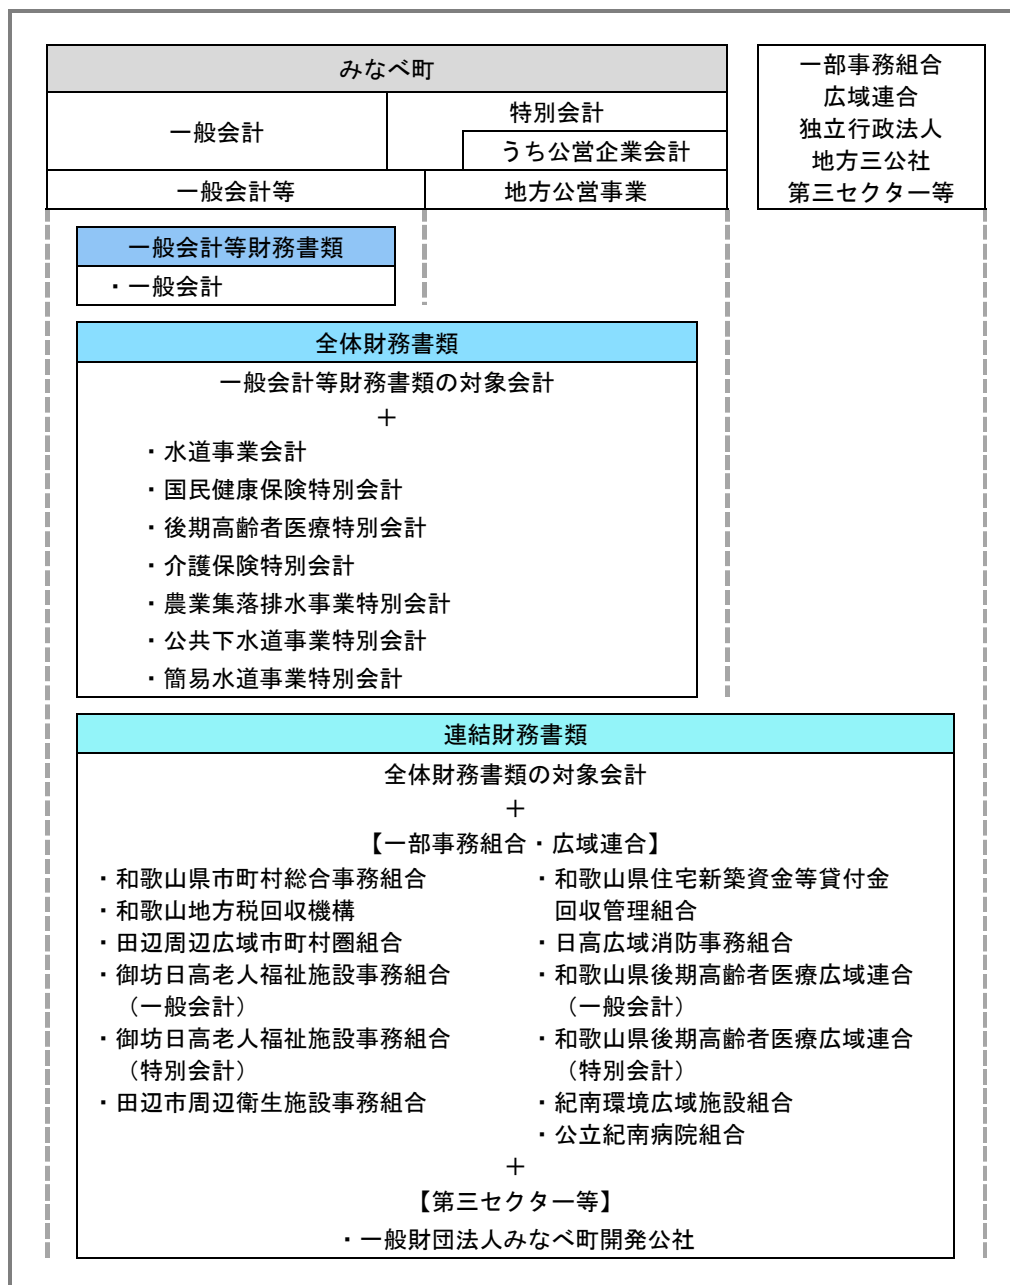 みなべ町
一般会計
特別会計
うち公営企業会計
一般会計等
地方公営事業
一部事務組合
広域連合
独立行政法人
地方三公社
第三セクター等
一般会計等財務書類
・一般会計
全体財務書類
一般会計等財務書類の対象会計
＋
・水道事業会計
・国民健康保険特別会計
・後期高齢者医療特別会計
・介護保険特別会計
・農業集落排水事業特別会計
・公共下水道事業特別会計
・簡易水道事業特別会計
連結財務書類
全体財務書類の対象会計
＋
【一部事務組合・広域連合】
・和歌山県市町村総合事務組合
・和歌山地方税回収機構
・田辺周辺広域市町村圏組合
・御坊日高老人福祉施設事務組合
（一般会計）
・御坊日高老人福祉施設事務組合
（特別会計）
・田辺市周辺衛生施設事務組合
・和歌山県住宅新築資金等貸付金
回収管理組合
・日高広域消防事務組合
・和歌山県後期高齢者医療広域連合
（一般会計）
・和歌山県後期高齢者医療広域連合
（特別会計）
・紀南環境広域施設組合
・公立紀南病院組合
＋
【第三セクター等】
・一般財団法人みなべ町開発公社